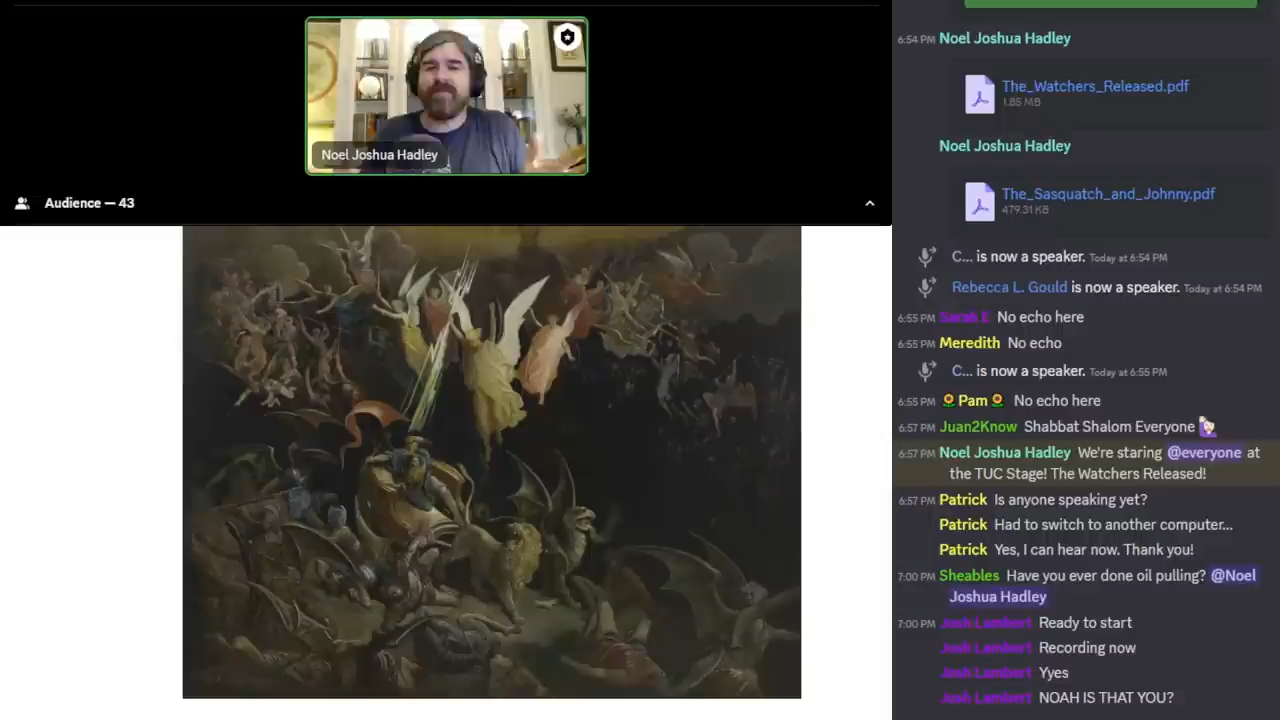 Noel Joshua Hadley
Audience — 43
6:54 PM Noel Joshua Hadley
The_Watchers_Released.pdf
1.85 MB
Noel Joshua Hadley
The_Sasquatch_and_Johnny.pdf
479.31 KB
C... is now a speaker. Today at 6:54 PM
Rebecca L. Gould is now a speaker. Today at 6:54 PM
6:55 PM Sarah E No echo here
6:55 PM Meredith No echo
C... is now a speaker. Today at 6:55 PM
6:55 PM 🌻Pam🌻 No echo here
6:57 PM Juan2Know Shabbat Shalom Everyone
6:57 PM Noel Joshua Hadley We're staring @everyone at
the TUC Stage! The Watchers Released!
6:57 PM Patrick Is anyone speaking yet?
Patrick Had to switch to another computer...
Patrick Yes, I can hear now. Thank you!
7:00 PM Sheables Have you ever done oil pulling? @Noel
Joshua Hadley
7:00 PM Josh Lambert Ready to start
Josh Lambert Recording now
Josh Lambert Yyes
Josh Lambert NOAH IS THAT YOU?